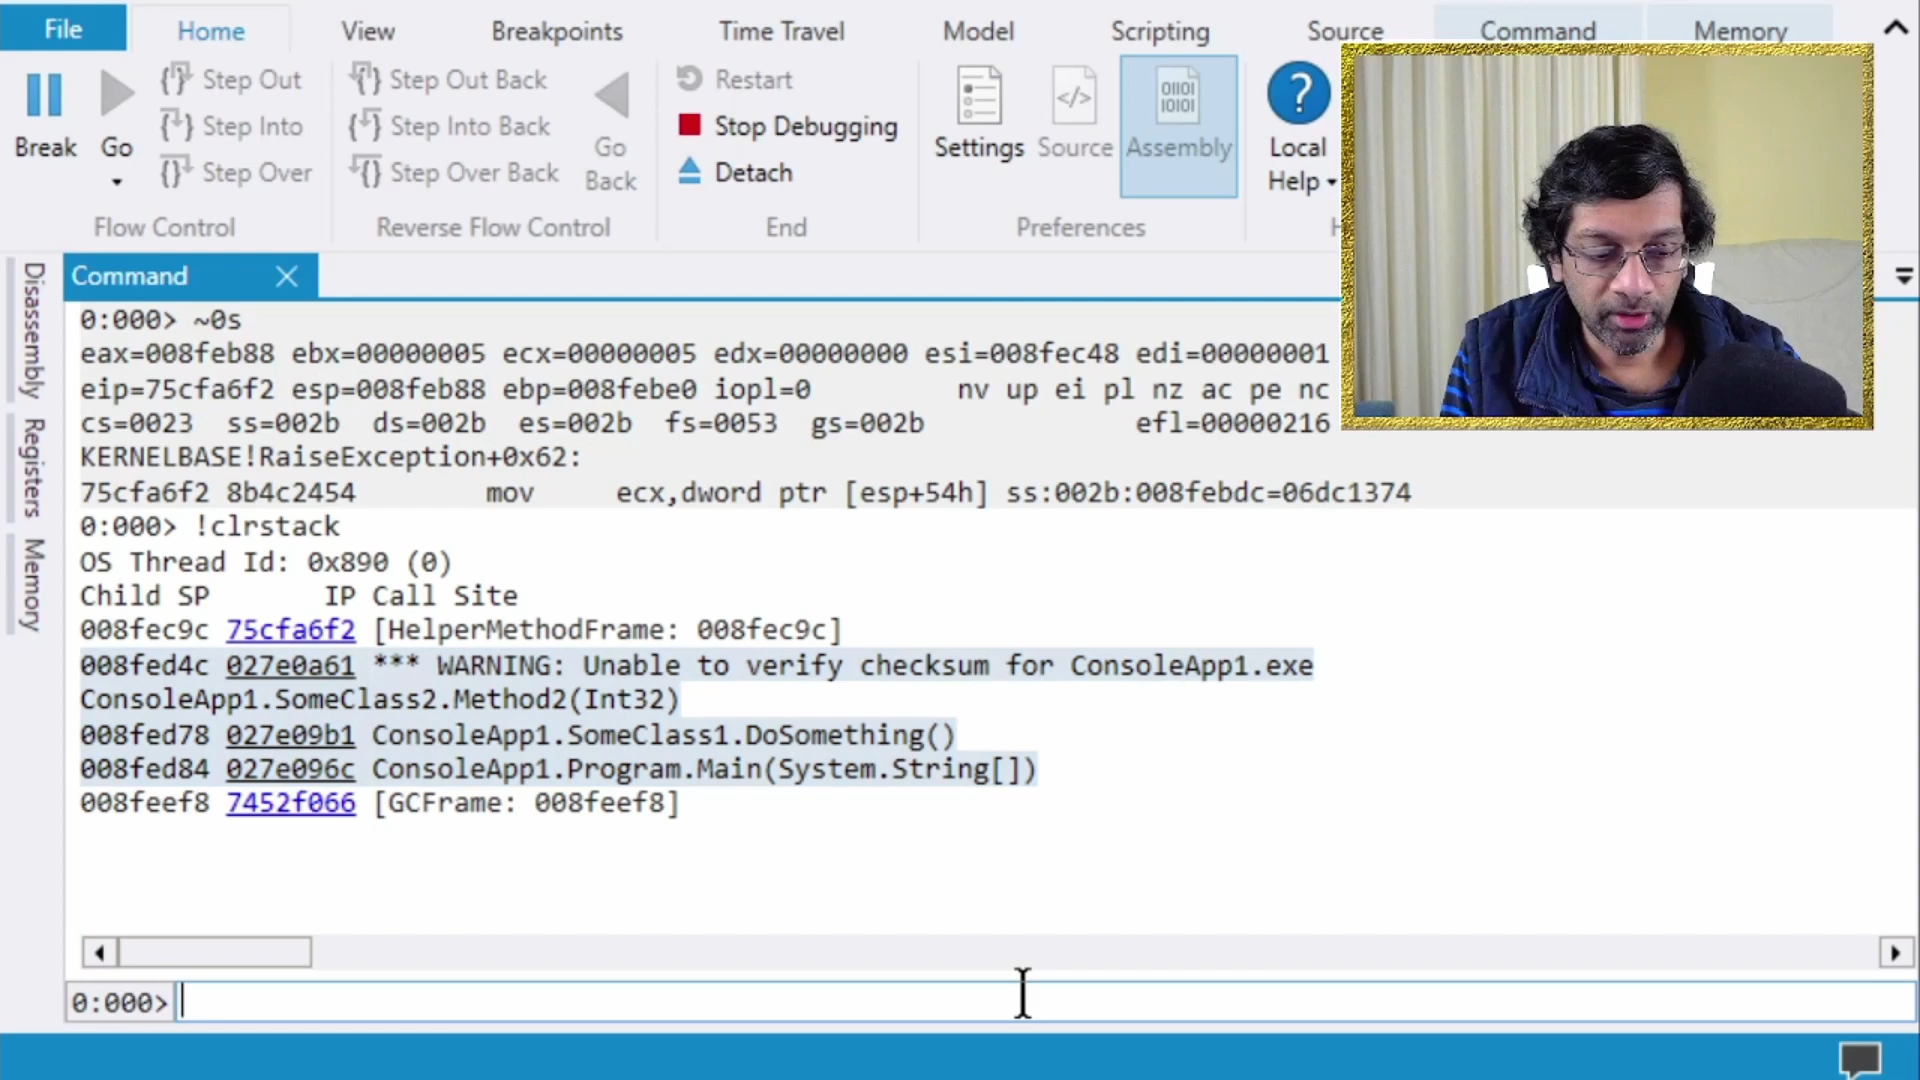 File Home View Breakpoints Time Travel Model Scripting Source Command Memory
Break
Go
Step Out
Step Into
Step Over
Flow Control
Step Out Back
Step Into Back
Step Over Back
Go
Back
Reverse Flow Control
Restart
Stop Debugging
Detach
End
Settings
Source
Assembly
Preferences
Local
Help
H
Disassembly
Registers
Memory
Command
0:000> ~0s
eax=008feb88 ebx=00000005 ecx=00000005 edx=00000000 esi=008fec48 edi=00000001
eip=75cfa6f2 esp=008feb88 ebp=008febe0 iopl=0 nv up ei pl nz ac pe nc
cs=0023 ss=002b ds=002b es=002b fs=0053 gs=002b efl=00000216
KERNELBASE!RaiseException+0x62:
75cfa6f2 8b4c2454 mov ecx,dword ptr [esp+54h] ss:002b:008febdc=06dc1374
0:000> !clrstack
OS Thread Id: 0x890 (0)
Child SP IP Call Site
008fec9c 75cfa6f2 [HelperMethodFrame: 008fec9c]
008fed4c 027e0a61 *** WARNING: Unable to verify checksum for ConsoleApp1.exe
ConsoleApp1.SomeClass2.Method2(Int32)
008fed78 027e09b1 ConsoleApp1.SomeClass1.DoSomething()
008fed84 027e096c ConsoleApp1.Program.Main(System.String[])
008feef8 7452f066 [GCFrame: 008feef8]
0:000>